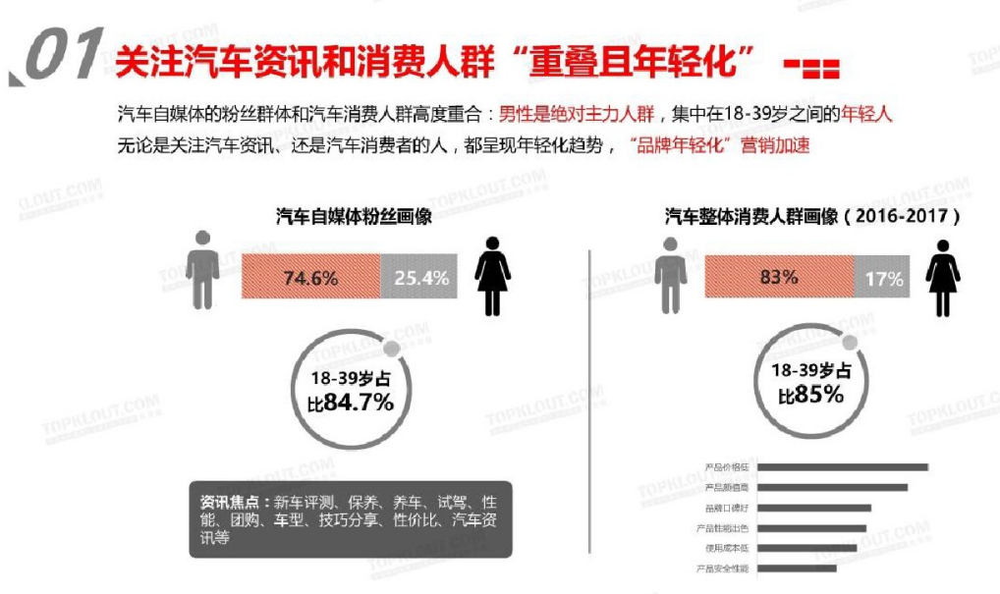 01 关注汽车资讯和消费人群“重叠且年轻化”
汽车自媒体的粉丝群体和汽车消费人群高度重合：男性是绝对主力人群，集中在18-39岁之间的年轻人
无论是关注汽车资讯、还是汽车消费者的人，都呈现年轻化趋势，“品牌年轻化”营销加速
汽车自媒体粉丝画像
74.6%
25.4%
18-39岁占
比84.7%
资讯焦点：新车评测、保养、养车、试驾、性
能、团购、车型、技巧分享、性价比、汽车资
讯等
汽车整体消费人群画像（2016-2017）
83%
17%
18-39岁占
比85%
产品价格低
产品颜值高
品牌口碑好
产品性能出色
使用成本低
产品安全性能
TOPKLOUT.COM